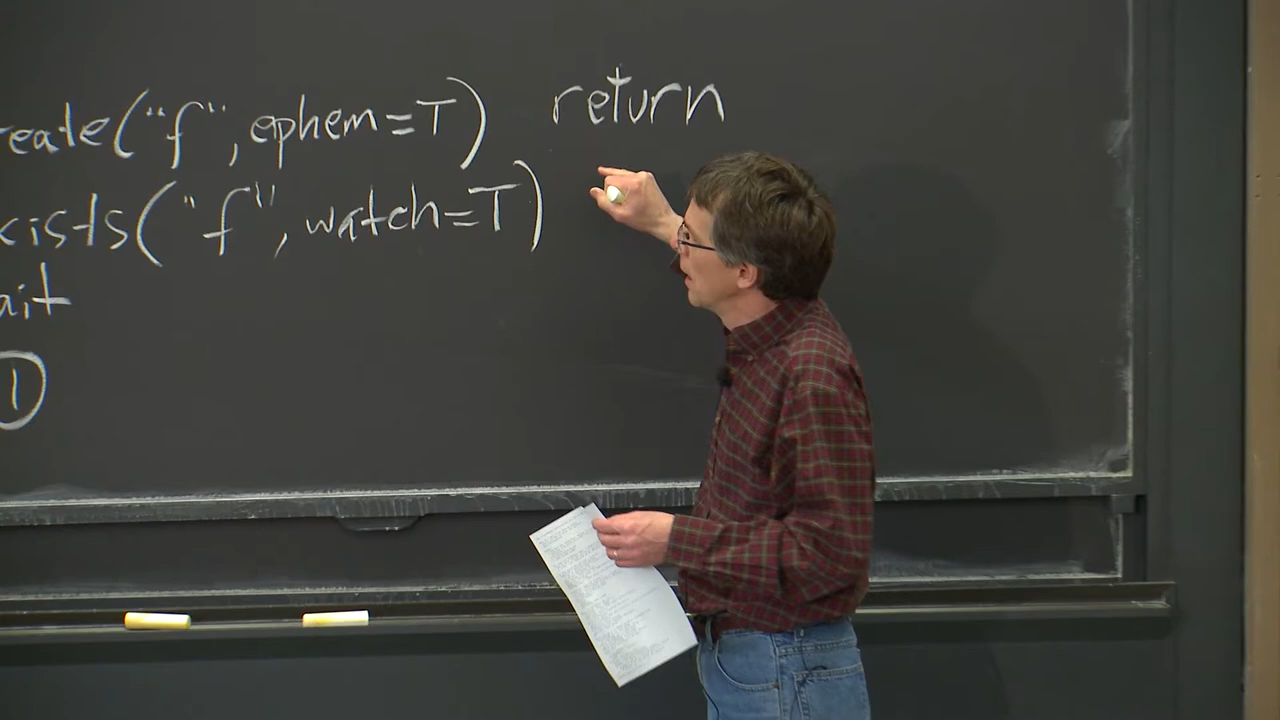 reate("f", ephem=T) return
xists("f", watch=T)
ait
1